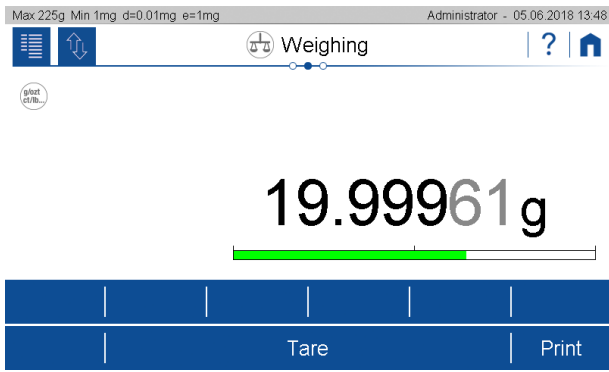 Max 225g Min 1mg d=0.01mg e=1mg Administrator - 05.06.2018 13:48
Weighing ?
g/ozt
ct/lb...
19.99961 g
Tare Print